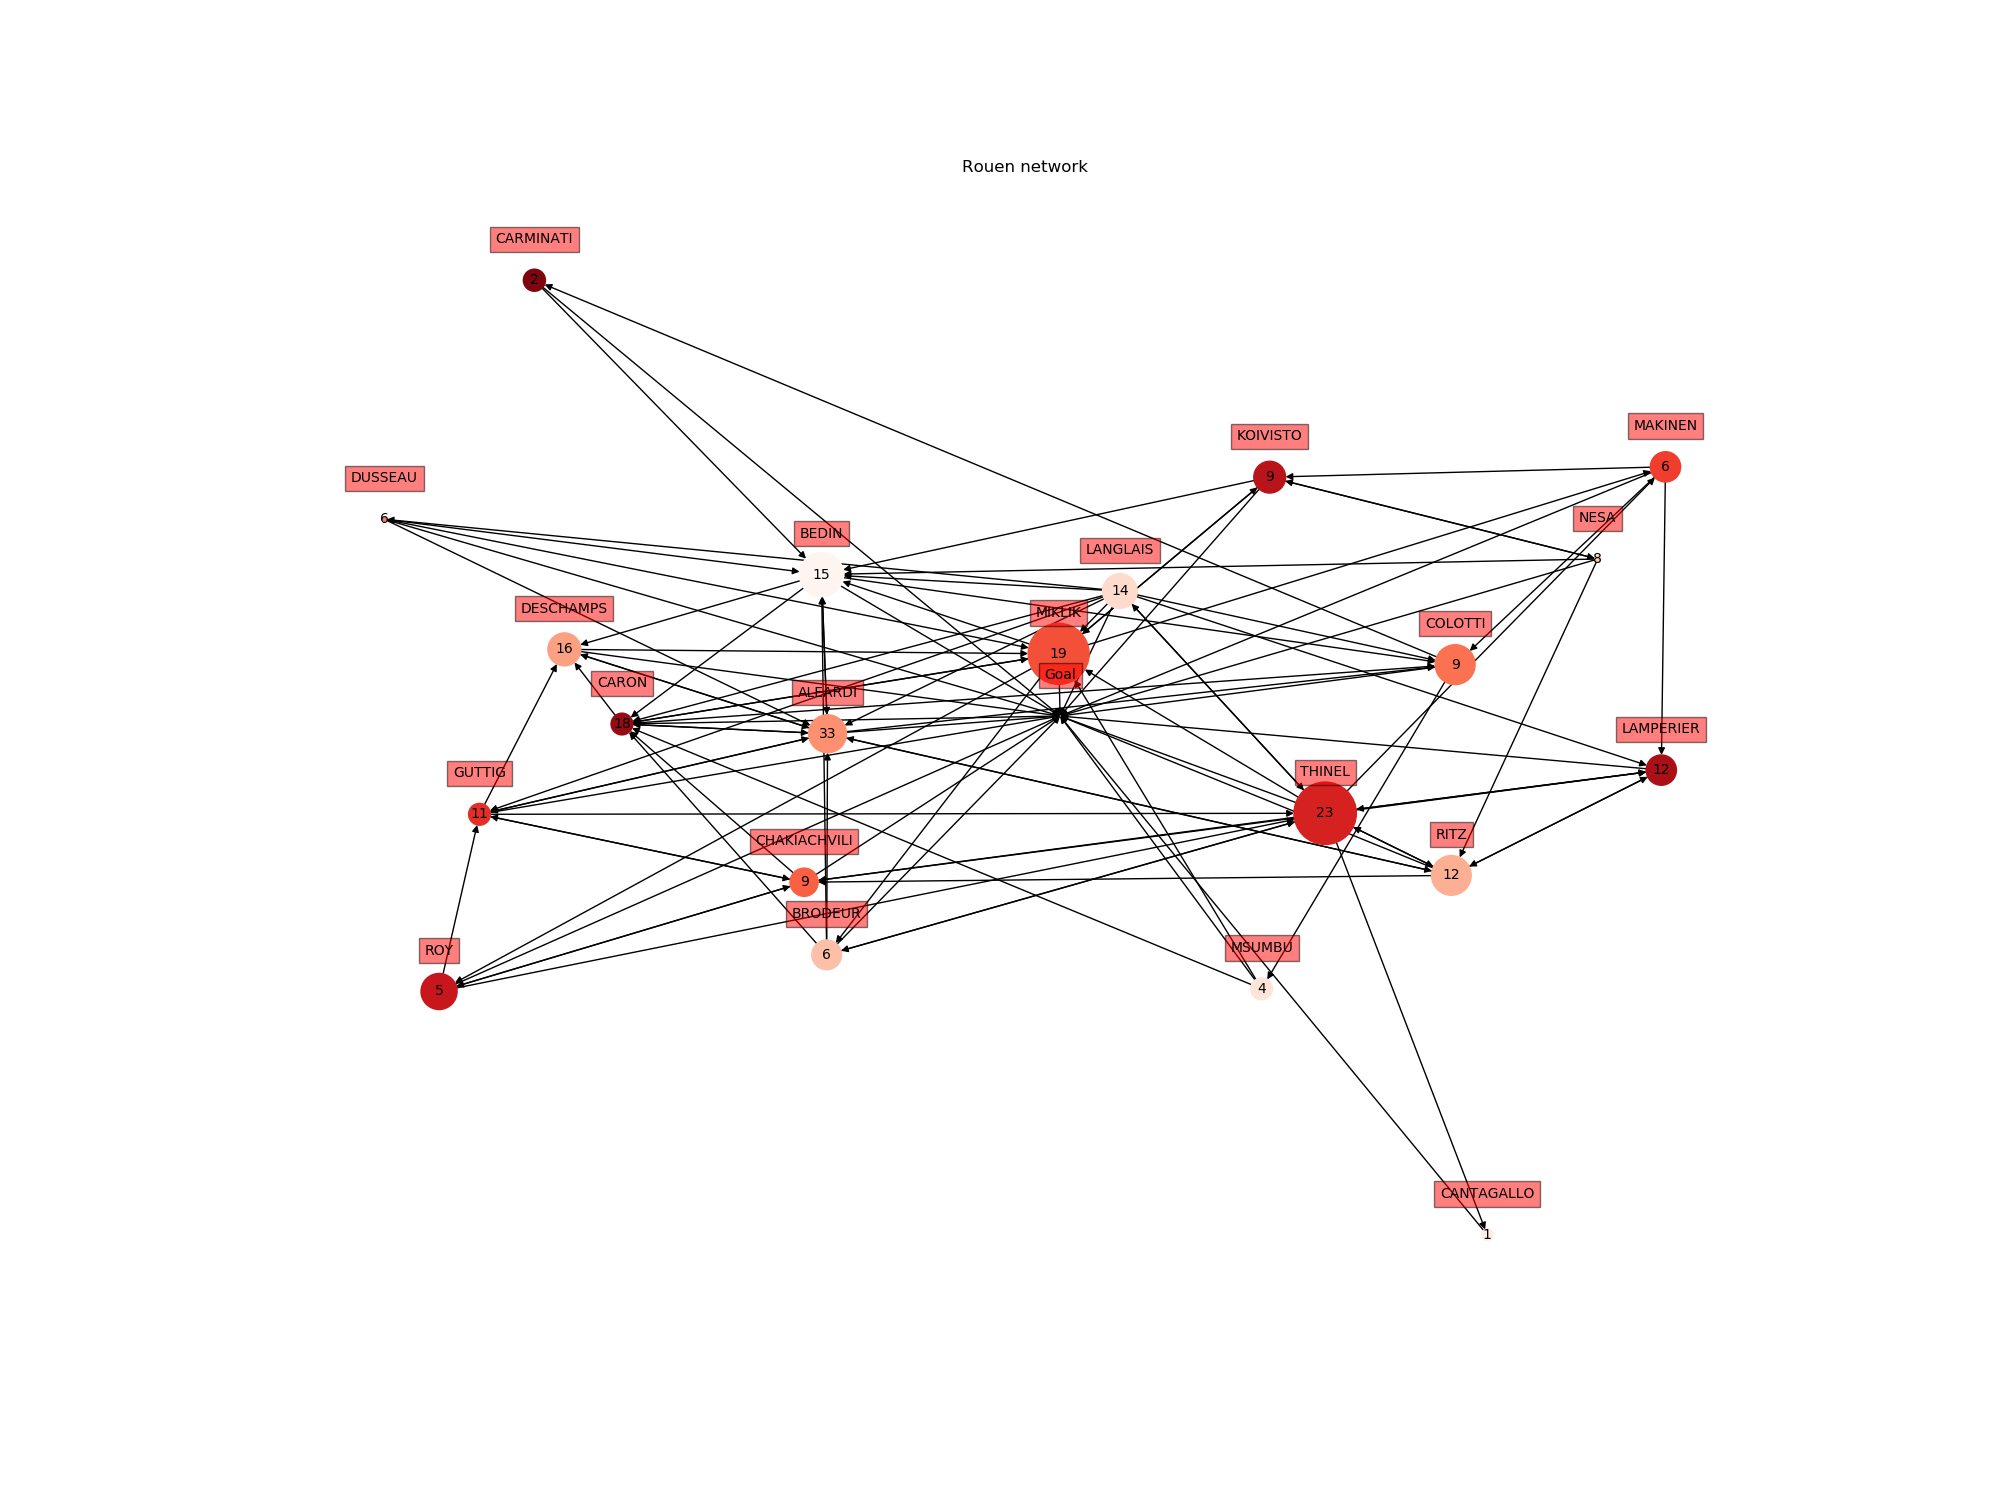 Rouen network
CARMINATI
2
MAKINEN
6
KOIVISTO
9
DUSSEAU
6
NESA
8
BEDIN
15
LANGLAIS
14
DESCHAMPS
16
MIKLIK
19
Goal
COLOTTI
9
CARON
18
ALEARDI
33
LAMPERIER
12
GUTTIG
11
THINEL
23
CHAKIACHVILI
9
RITZ
12
BRODEUR
6
ROY
5
MSUMBU
4
CANTAGALLO
1